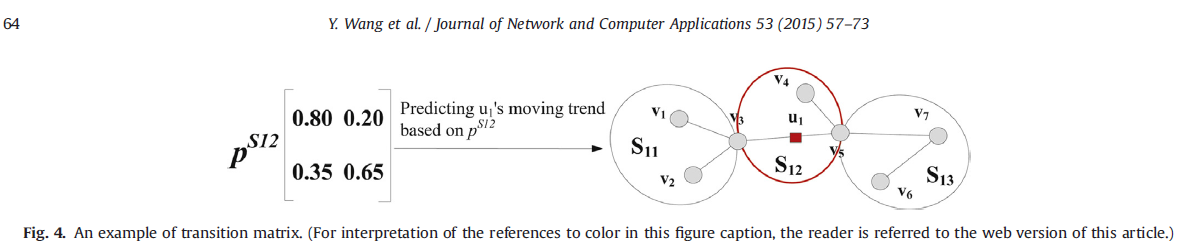 64
Y. Wang et al. / Journal of Network and Computer Applications 53 (2015) 57–73
p^S12
0.80 0.20
0.35 0.65
Predicting u₁'s moving trend
based on p^S12
v₁
v₂
S₁₁
v₃
v₄
u₁
S₁₂
v₅
v₇
v₆
S₁₃
Fig. 4. An example of transition matrix. (For interpretation of the references to color in this figure caption, the reader is referred to the web version of this article.)